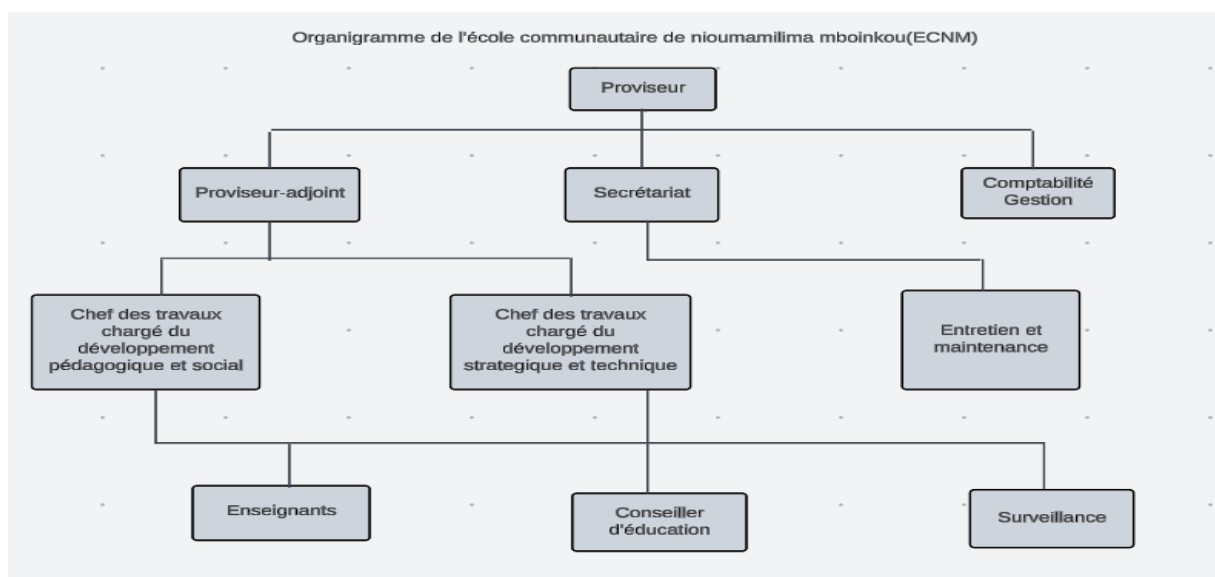 Organigramme de l'école communautaire de nioumamilima mboinkou(ECNM)
Proviseur
Proviseur-adjoint
Secrétariat
Comptabilité
Gestion
Chef des travaux
chargé du
développement
pédagogique et social
Chef des travaux
chargé du
développement
strategique et technique
Entretien et
maintenance
Enseignants
Conseiller
d'éducation
Surveillance